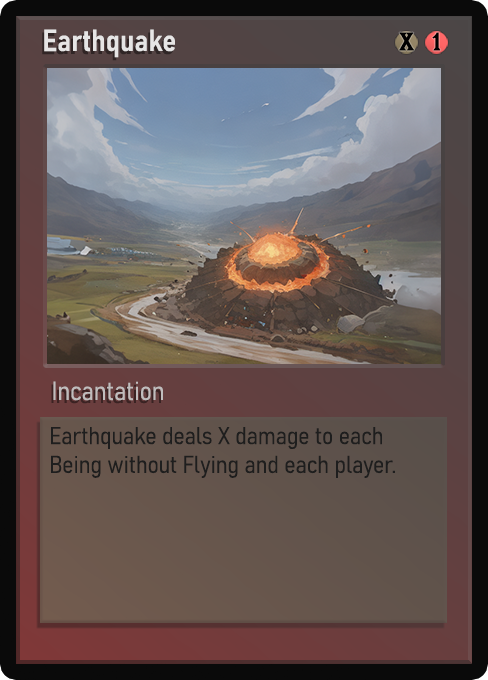 Earthquake X 1
Incantation
Earthquake deals X damage to each
Being without Flying and each player.